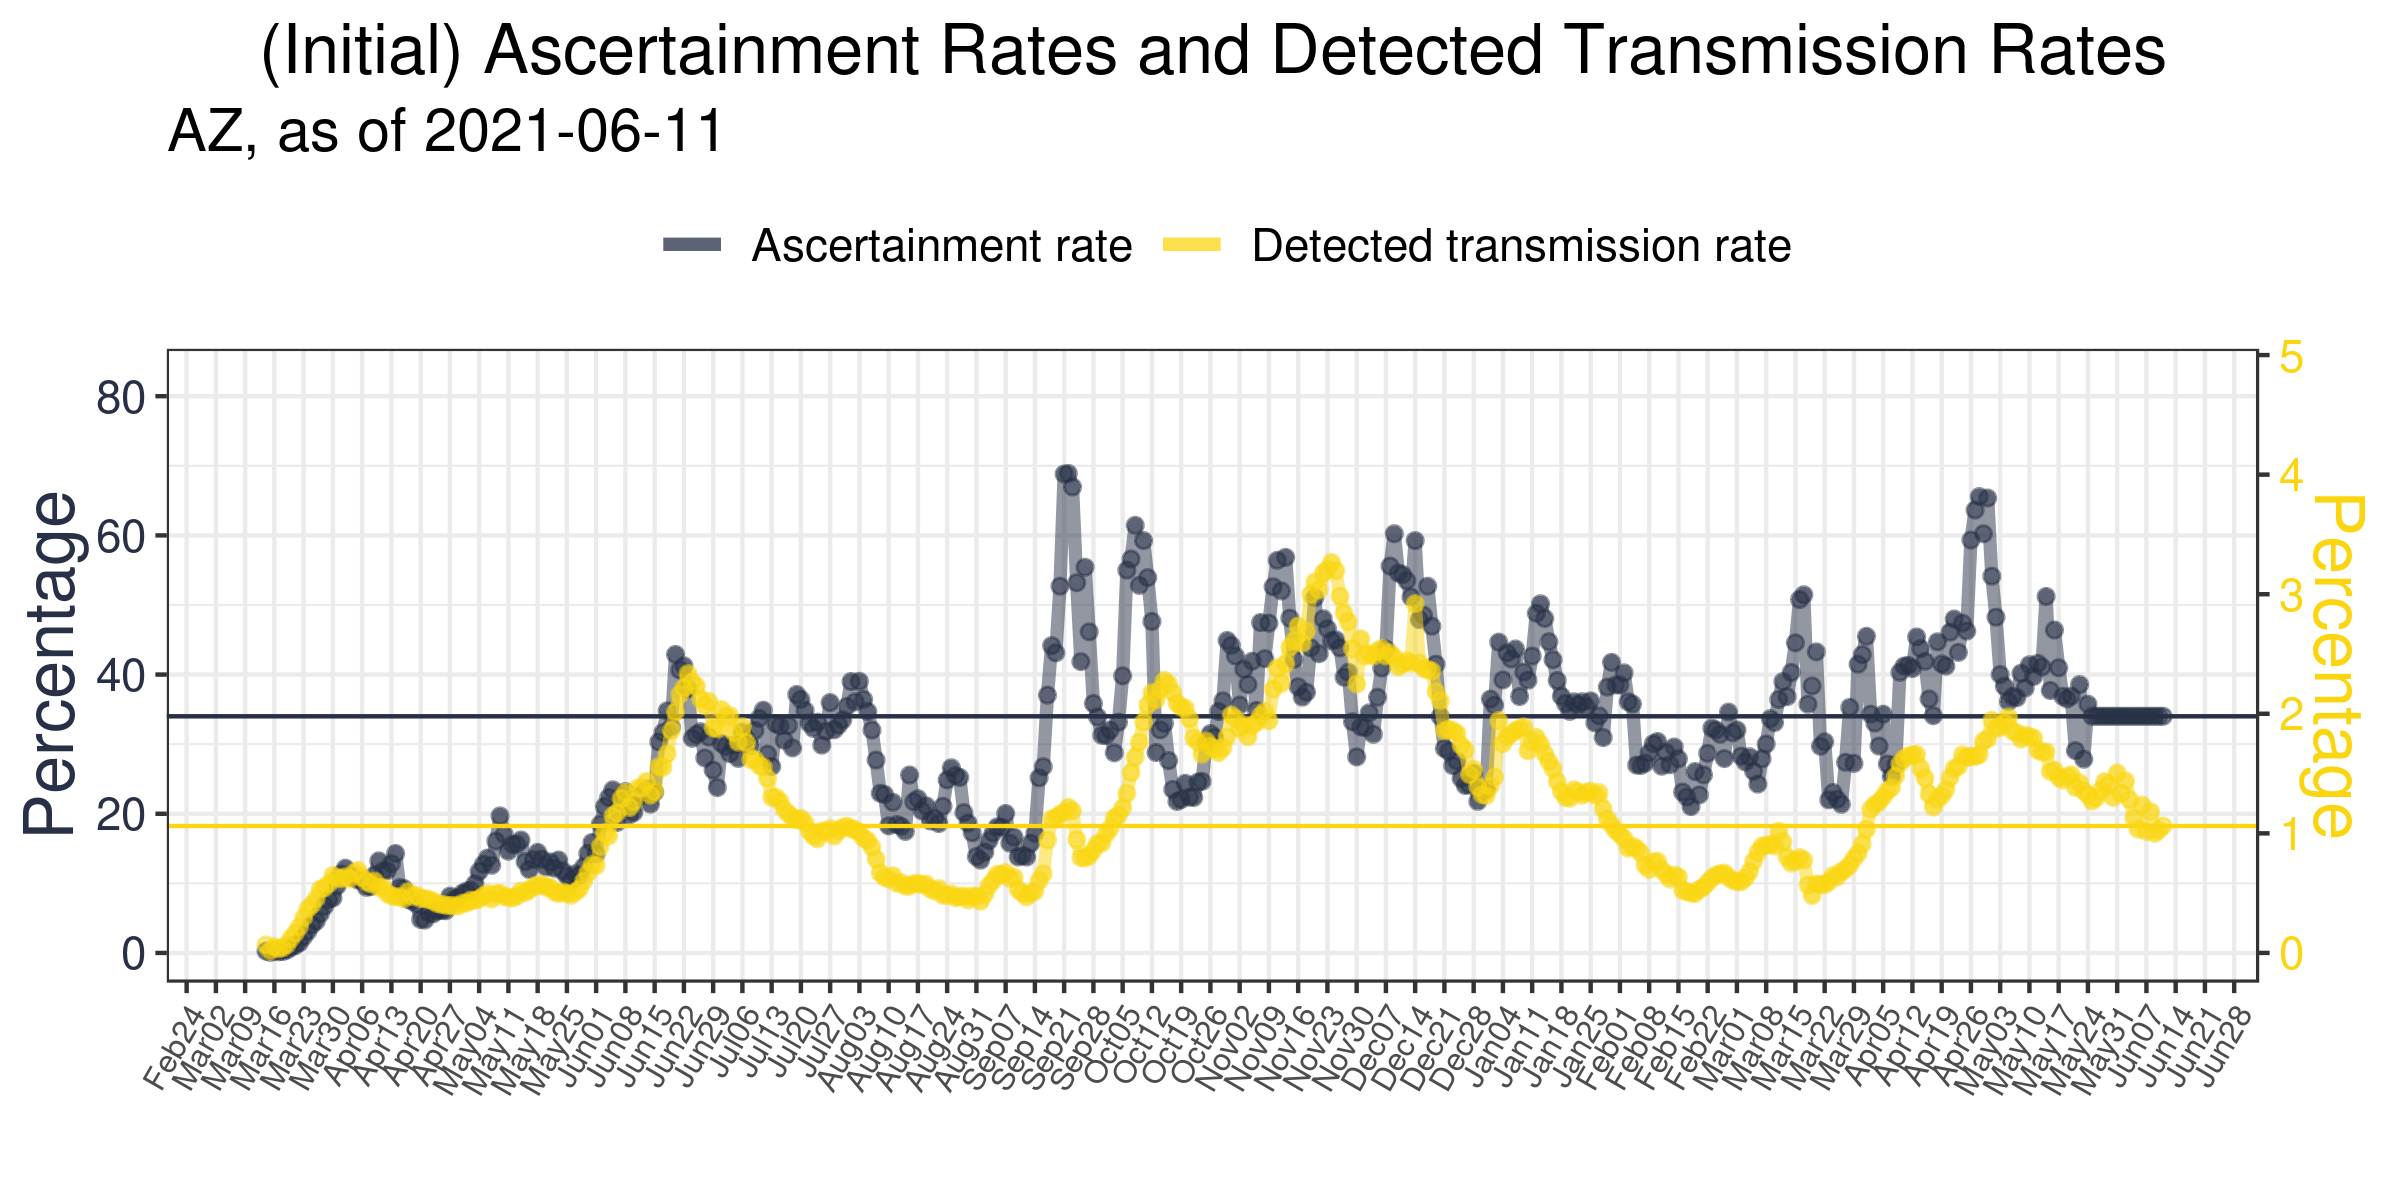 (Initial) Ascertainment Rates and Detected Transmission Rates
AZ, as of 2021-06-11
Ascertainment rate Detected transmission rate
Percentage
80
60
40
20
0
5
4
3
2
1
0
Percentage
Feb24 Mar02 Mar09 Mar16 Mar23 Mar30 Apr06 Apr13 Apr20 Apr27 May04 May11 May18 May25 Jun01 Jun08 Jun15 Jun22 Jun29 Jul06 Jul13 Jul20 Jul27 Aug03 Aug10 Aug17 Aug24 Aug31 Sep07 Sep14 Sep21 Sep28 Oct05 Oct12 Oct19 Oct26 Nov02 Nov09 Nov16 Nov23 Nov30 Dec07 Dec14 Dec21 Dec28 Jan04 Jan11 Jan18 Jan25 Feb01 Feb08 Feb15 Feb22 Mar01 Mar08 Mar15 Mar22 Mar29 Apr05 Apr12 Apr19 Apr26 May03 May10 May17 May24 May31 Jun07 Jun14 Jun21 Jun28